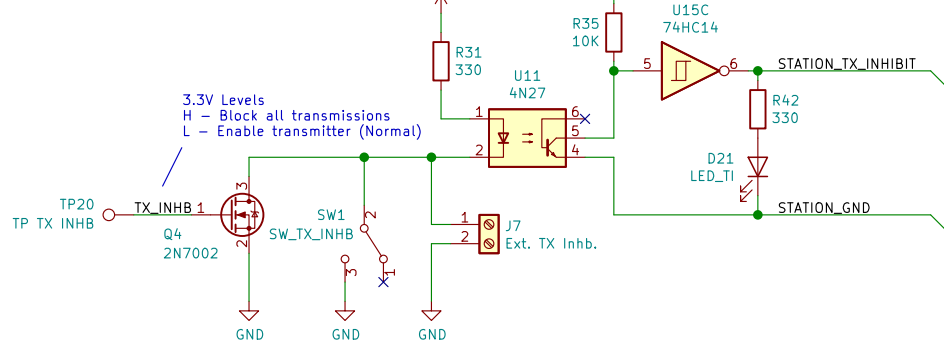 U15C
74HC14
R35
10K
5
6
STATION_TX_INHIBIT
R31
330
U11
4N27
R42
330
3.3V Levels
H – Block all transmissions
L – Enable transmitter (Normal)
1
2
6
5
4
D21
LED_TI
3
TP20
TP TX INHB
TX_INHB
1
Q4
2N7002
2
SW1
SW_TX_INHB
2
3
1
1
2
J7
Ext. TX Inhb.
STATION_GND
GND
GND
GND